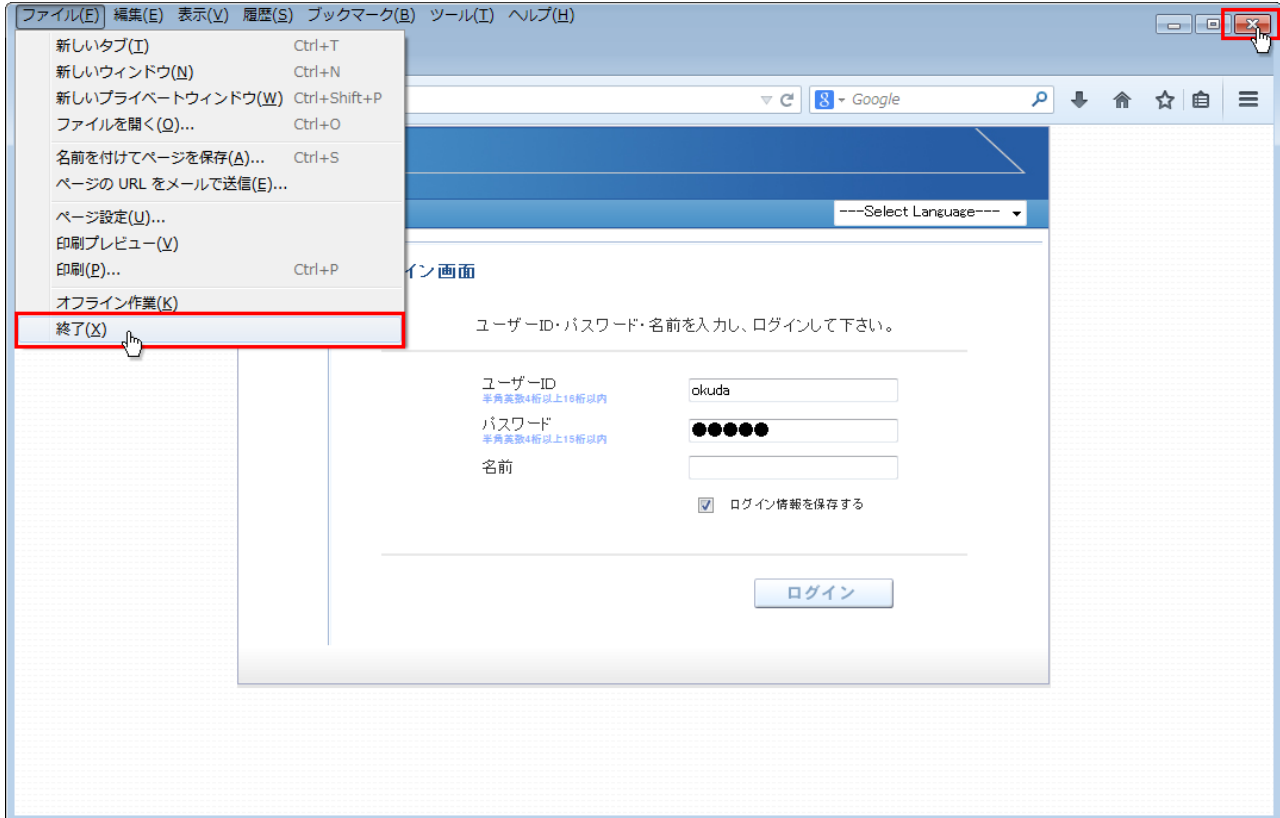 ファイル(F) 編集(E) 表示(V) 履歴(S) ブックマーク(B) ツール(T) ヘルプ(H)
新しいタブ(T) Ctrl+T
新しいウィンドウ(N) Ctrl+N
新しいプライベートウィンドウ(W) Ctrl+Shift+P
ファイルを開く(O)... Ctrl+O
名前を付けてページを保存(A)... Ctrl+S
ページの URL をメールで送信(E)...
ページ設定(U)...
印刷プレビュー(V)
印刷(P)... Ctrl+P
オフライン作業(K)
終了(X)
8 Google
---Select Language---
イン画面
ユーザーID・パスワード・名前を入力し、ログインして下さい。
ユーザーID okuda
半角英数4桁以上16桁以内
パスワード ●●●●●
半角英数4桁以上15桁以内
名前
ログイン情報を保存する
ログイン